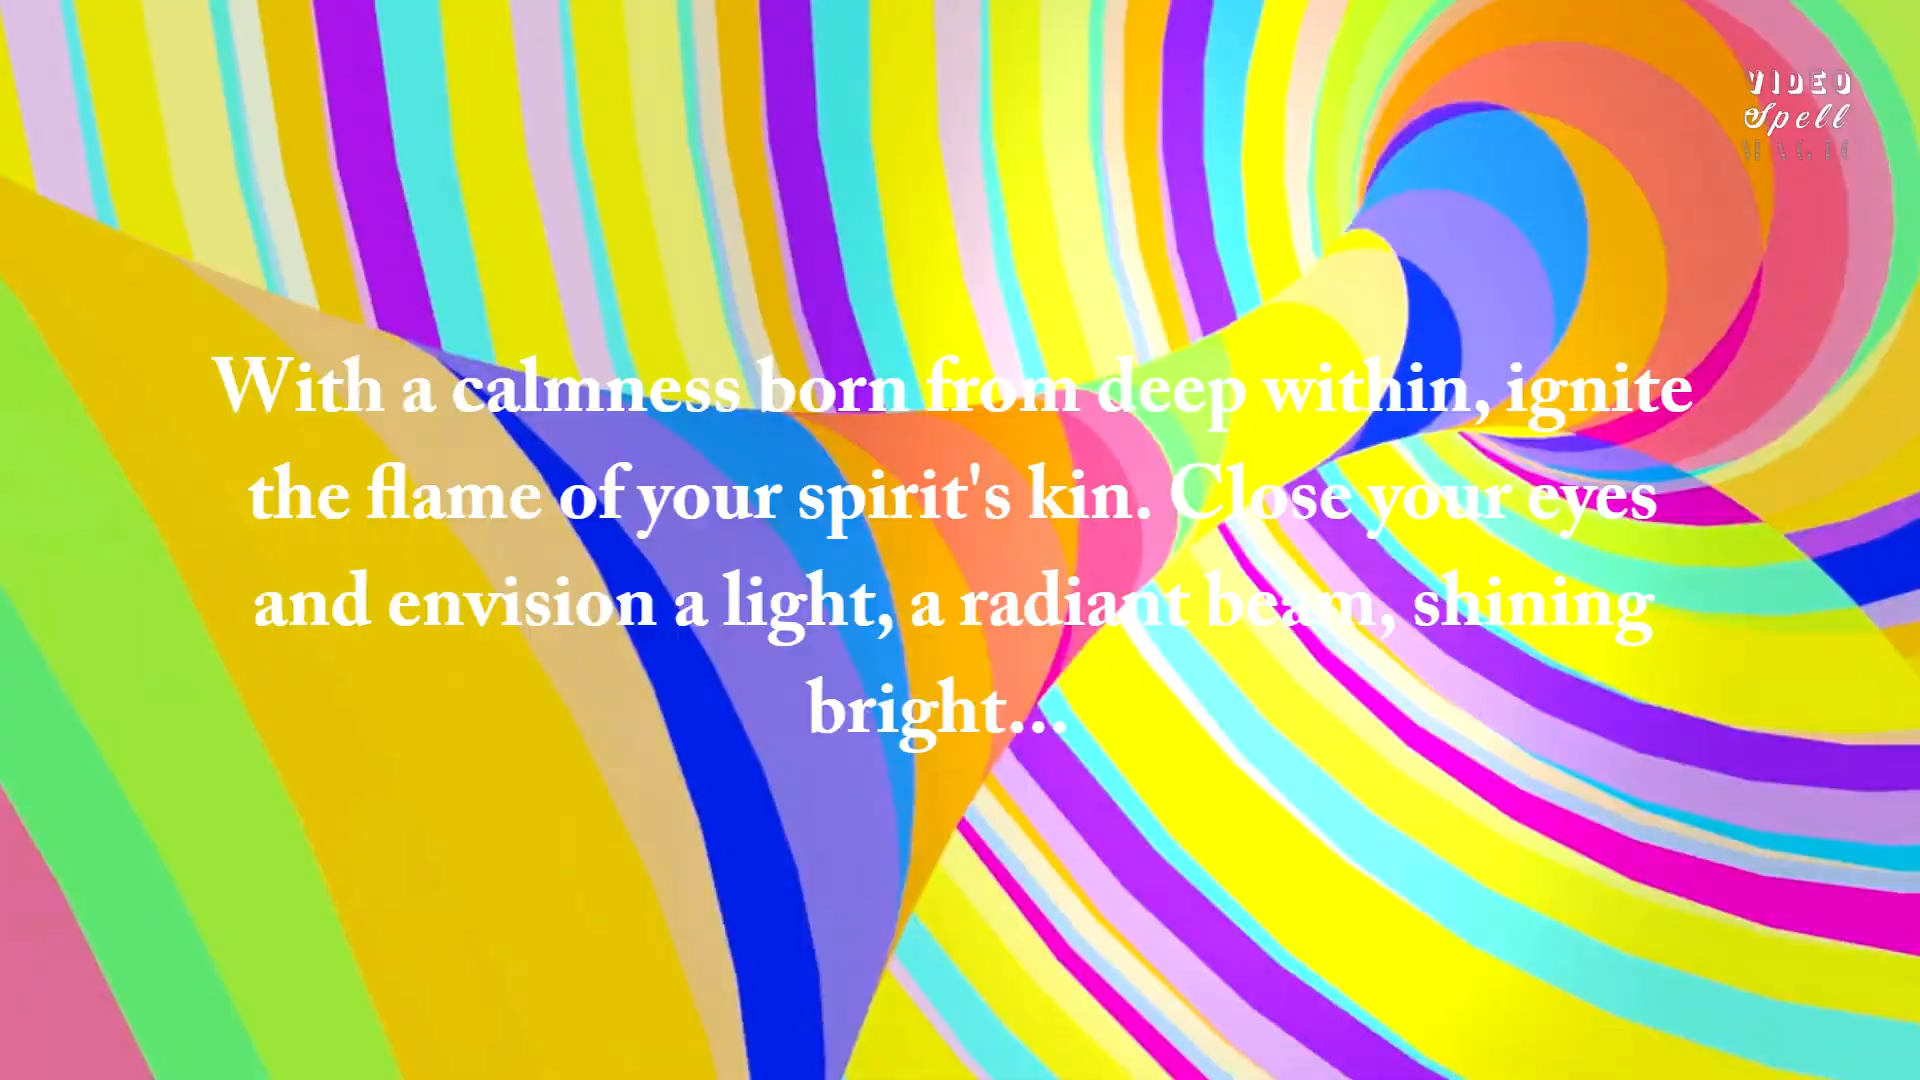 VIDEO
Spell
With a calmness born from deep within, ignite
the flame of your spirit's kin. Close your eyes
and envision a light, a radiant beam, shining
bright...